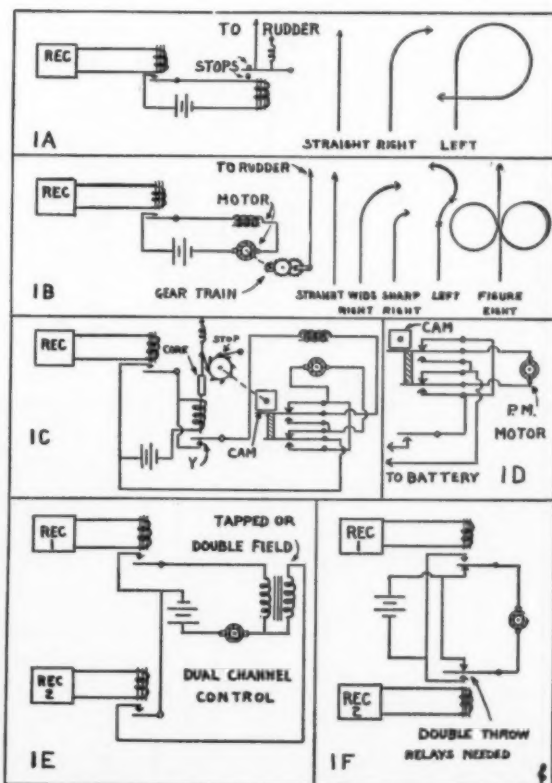 TO RUDDER
REC
STOPS
1A
STRAIGHT RIGHT LEFT
TO RUDDER
REC
MOTOR
GEAR TRAIN
1B
STRAIGHT WIDE RIGHT SHARP RIGHT LEFT FIGURE EIGHT
REC
CORE
STOP
CAM
Y
1C
CAM
P.M. MOTOR
TO BATTERY
1D
REC 1
TAPPED OR
DOUBLE FIELD
REC 2
DUAL CHANNEL
CONTROL
1E
REC 1
REC 2
DOUBLE THROW
RELAYS NEEDED
1F